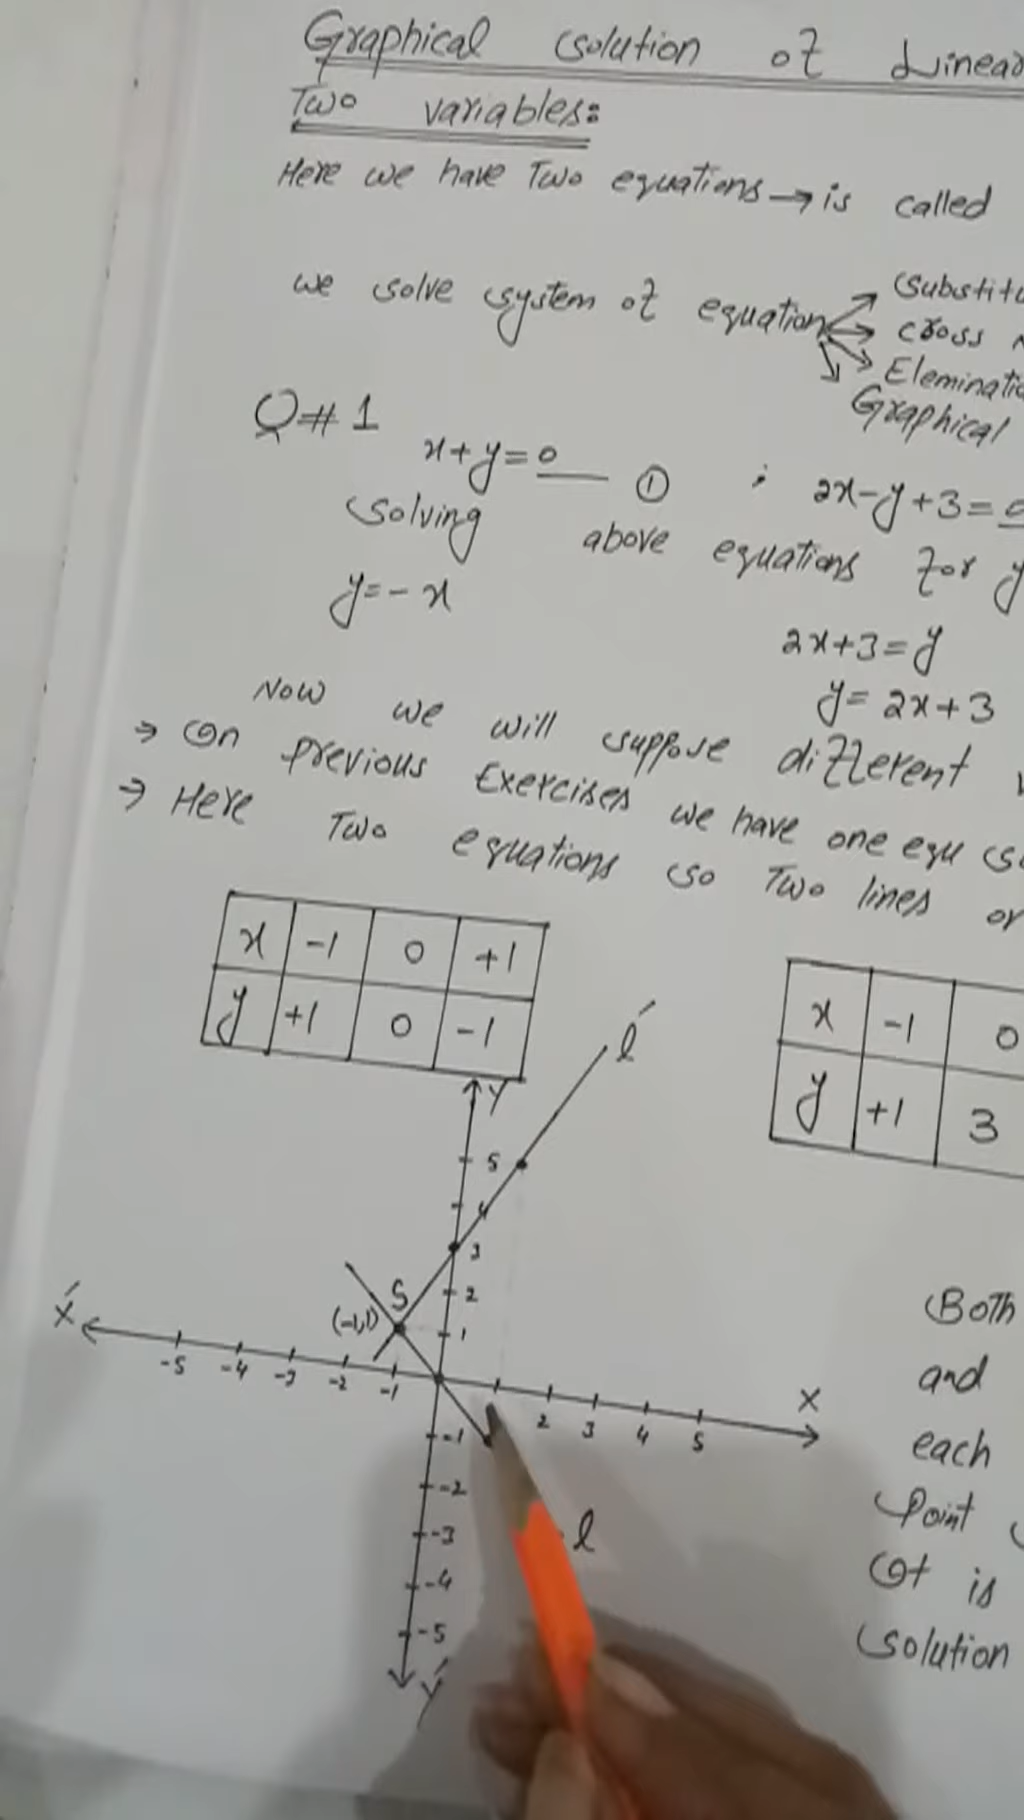 Graphical solution of Linear
Two variables:
Here we have Two equations → is called
we solve system of equation
cross
Graphical
Q# 1
x+y=0 — ① ; 2x-y+3=0
solving above equations for y
y=-x
2x+3=y
y=2x+3
Now we will suppose different
→ On previous Exercises we have one equ
→ Here Two equations so Two lines or
x -1 0 +1
y +1 0 -1
x -1 0
y +1 3
Y
l'
5
4
3
2
1
S
(-1,1)
X' -5 -4 -3 -2 -1 2 3 4 5 X
-1
-2
-3
-4
-5
Y'
l
Both
and
each
Point
It is
solution